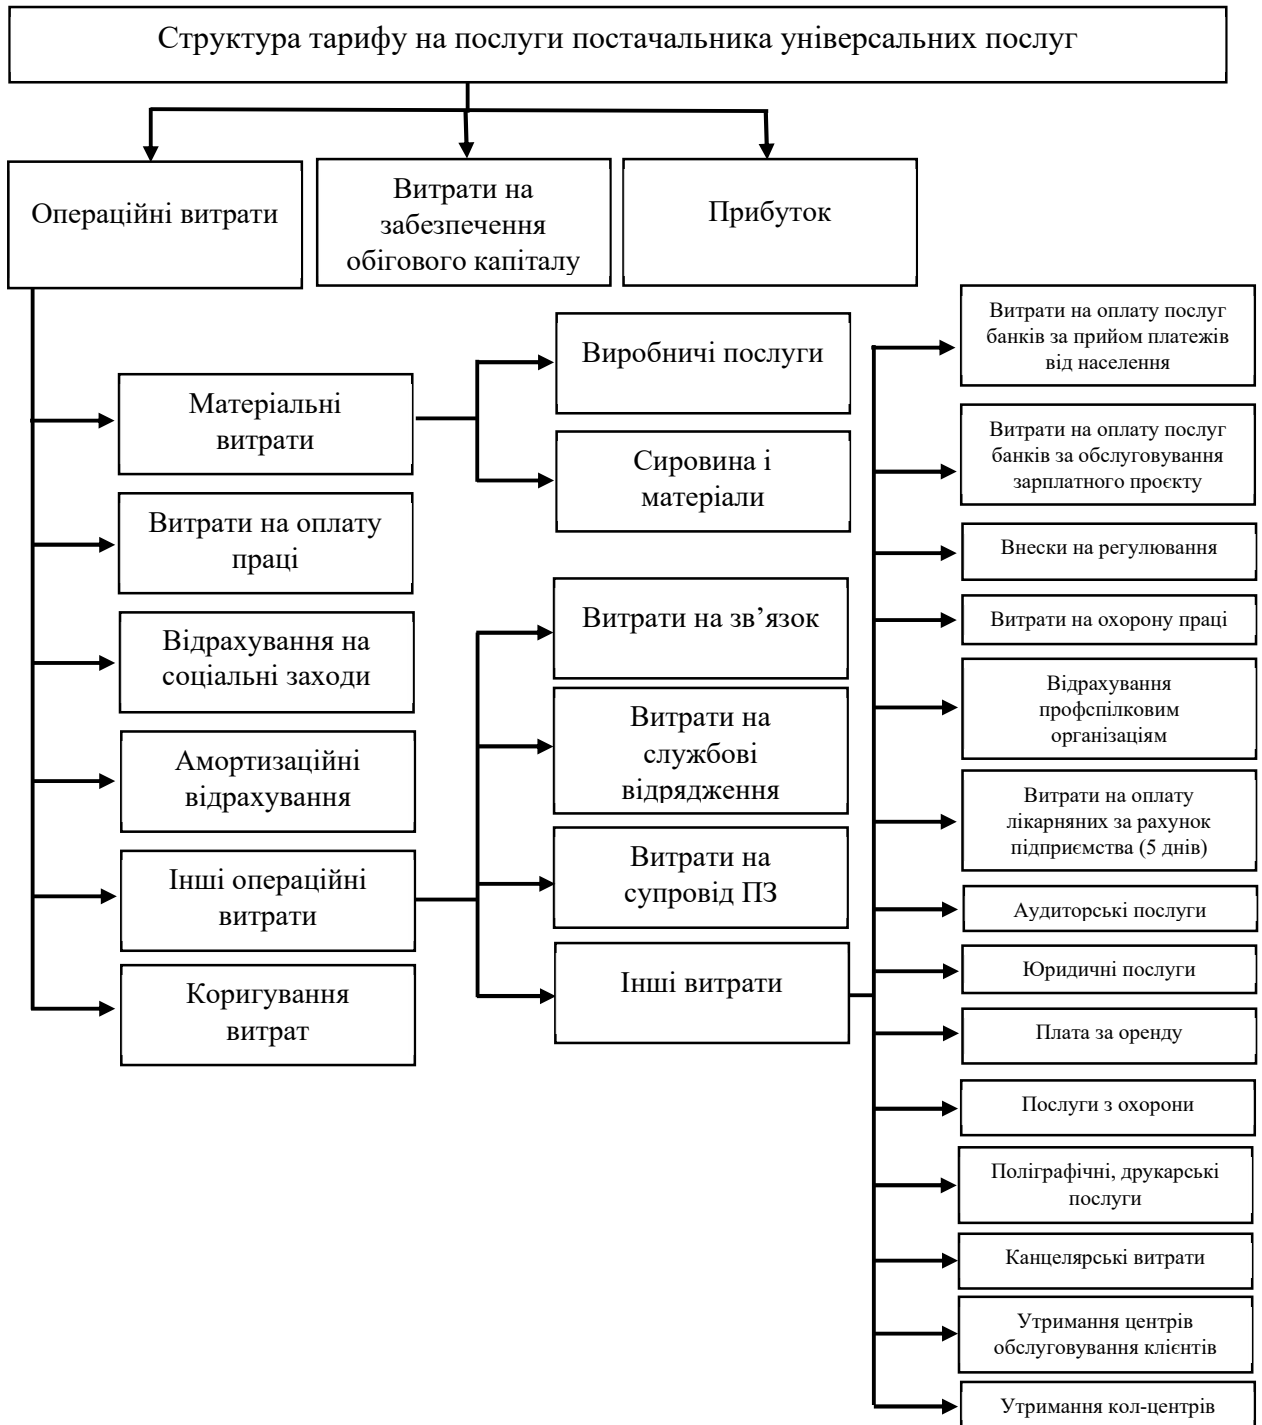 Структура тарифу на послуги постачальника універсальних послуг
Операційні витрати
Витрати на
забезпечення
обігового капіталу
Прибуток
Матеріальні
витрати
Витрати на оплату
праці
Відрахування на
соціальні заходи
Амортизаційні
відрахування
Інші операційні
витрати
Коригування
витрат
Виробничі послуги
Сировина і
матеріали
Витрати на зв’язок
Витрати на
службові
відрядження
Витрати на
супровід ПЗ
Інші витрати
Витрати на оплату послуг
банків за прийом платежів
від населення
Витрати на оплату послуг
банків за обслуговування
зарплатного проєкту
Внески на регулювання
Витрати на охорону праці
Відрахування
профспілковим
організаціям
Витрати на оплату
лікарняних за рахунок
підприємства (5 днів)
Аудиторські послуги
Юридичні послуги
Плата за оренду
Послуги з охорони
Поліграфічні, друкарські
послуги
Канцелярські витрати
Утримання центрів
обслуговування клієнтів
Утримання кол-центрів